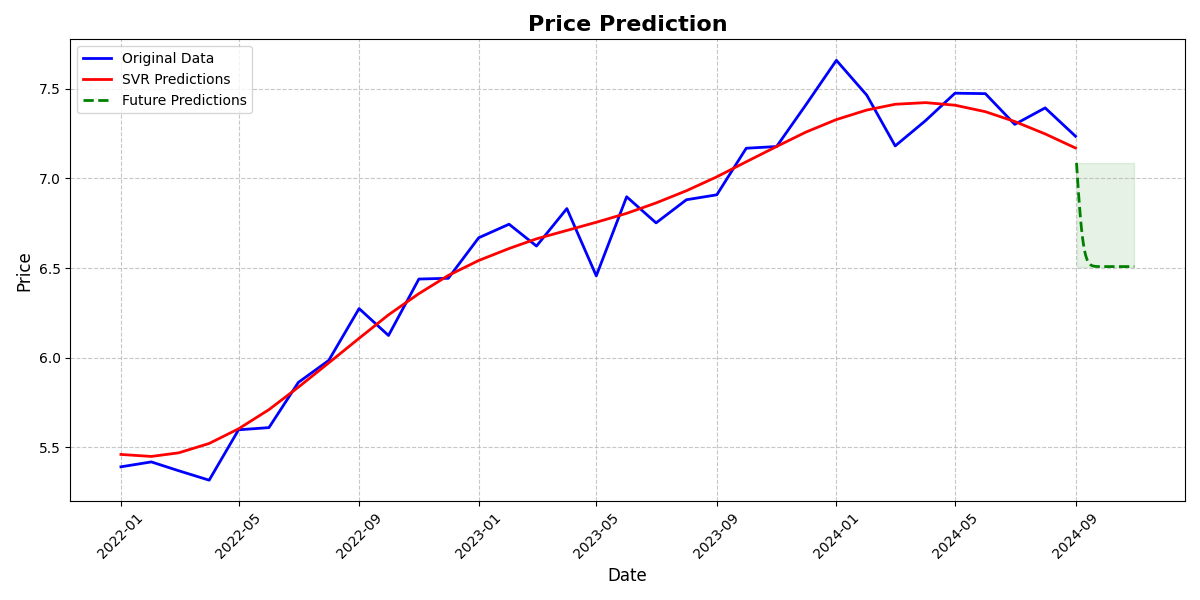 Price Prediction
Original Data
SVR Predictions
Future Predictions
Price
7.5
7.0
6.5
6.0
5.5
2022-01
2022-05
2022-09
2023-01
2023-05
2023-09
2024-01
2024-05
2024-09
Date